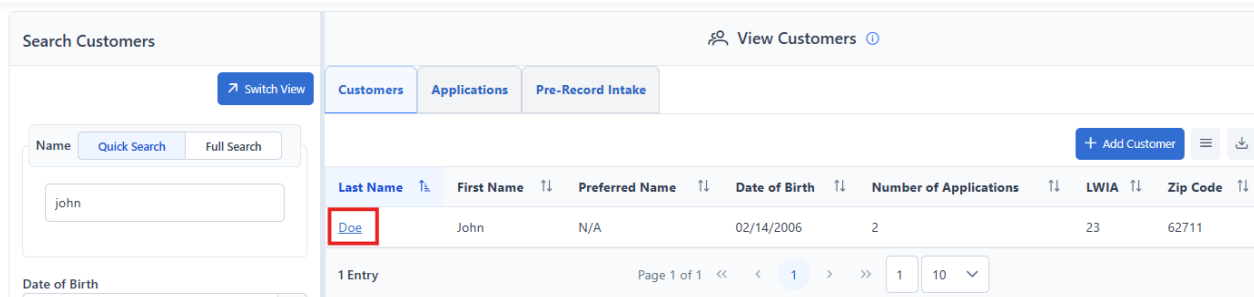 Search Customers
Switch View
Name Quick Search Full Search
john
Date of Birth
View Customers
Customers Applications Pre-Record Intake
+ Add Customer
Last Name First Name Preferred Name Date of Birth Number of Applications LWIA Zip Code
Doe John N/A 02/14/2006 2 23 62711
1 Entry Page 1 of 1 « < 1 > » 1 10